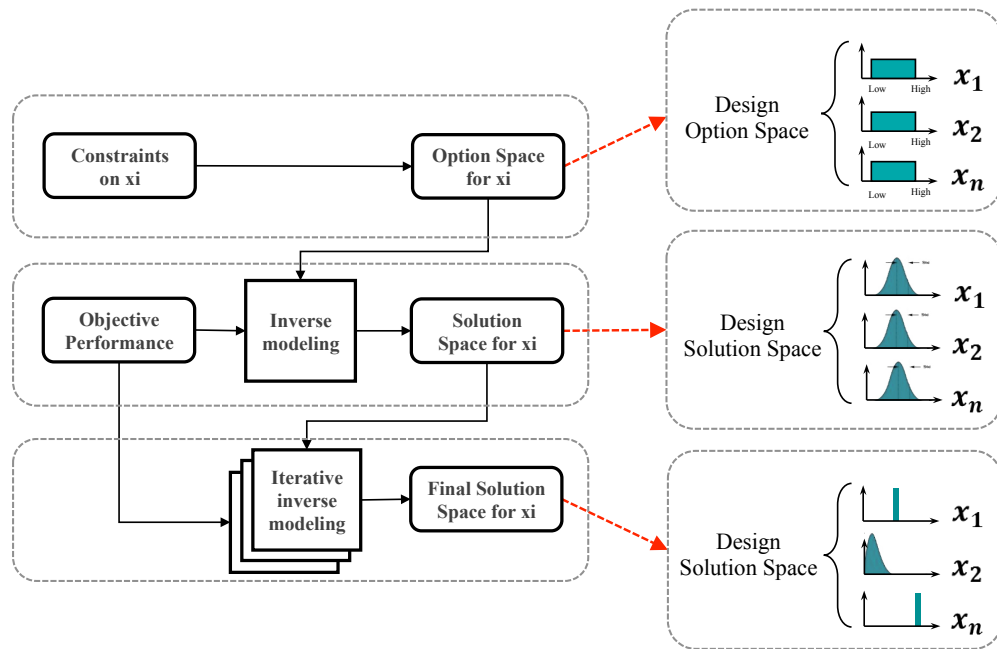 Constraints
on xi
Option Space
for xi
Design
Option Space
Low
High
x1
Low
High
x2
Low
High
xn
Objective
Performance
Inverse
modeling
Solution
Space for xi
Design
Solution Space
x1
x2
xn
Iterative
inverse
modeling
Final Solution
Space for xi
Design
Solution Space
x1
x2
xn